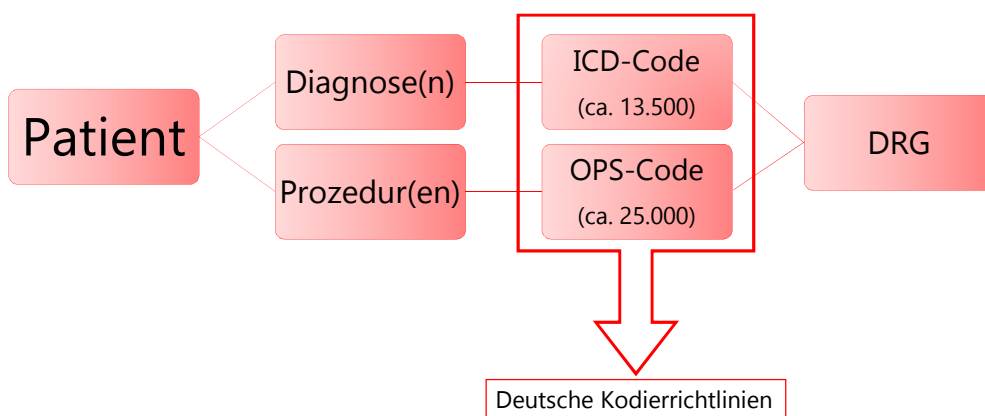 Patient
Diagnose(n)
Prozedur(en)
ICD-Code
(ca. 13.500)
OPS-Code
(ca. 25.000)
DRG
Deutsche Kodierrichtlinien